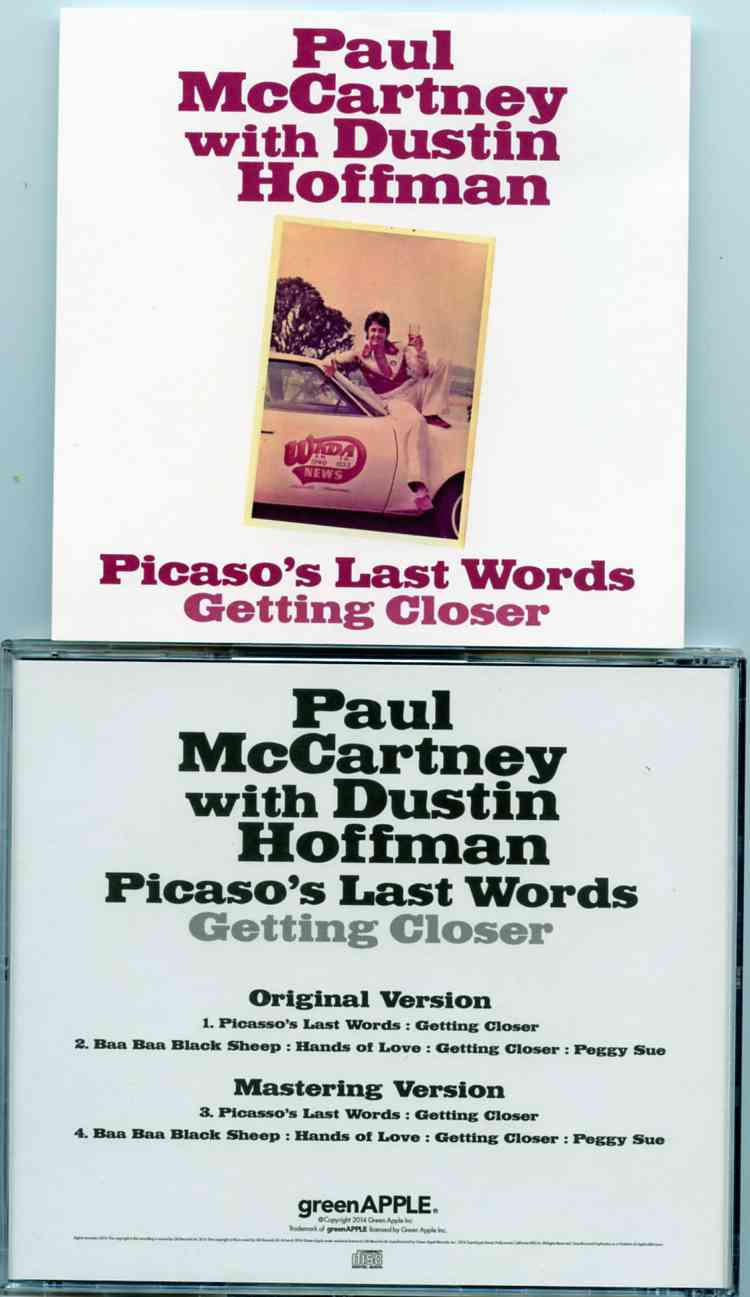 Paul
McCartney
with Dustin
Hoffman
WKDA
NEWS
Picaso's Last Words
Getting Closer
Paul
McCartney
with Dustin
Hoffman
Picaso's Last Words
Getting Closer
Original Version
1. Picasso's Last Words : Getting Closer
2. Baa Baa Black Sheep : Hands of Love : Getting Closer : Peggy Sue
Mastering Version
3. Picasso's Last Words : Getting Closer
4. Baa Baa Black Sheep : Hands of Love : Getting Closer : Peggy Sue
greenAPPLE®
©Copyright 2014 Green Apple Inc
Trademark of greenAPPLE licensed by Green Apple Inc.
disc